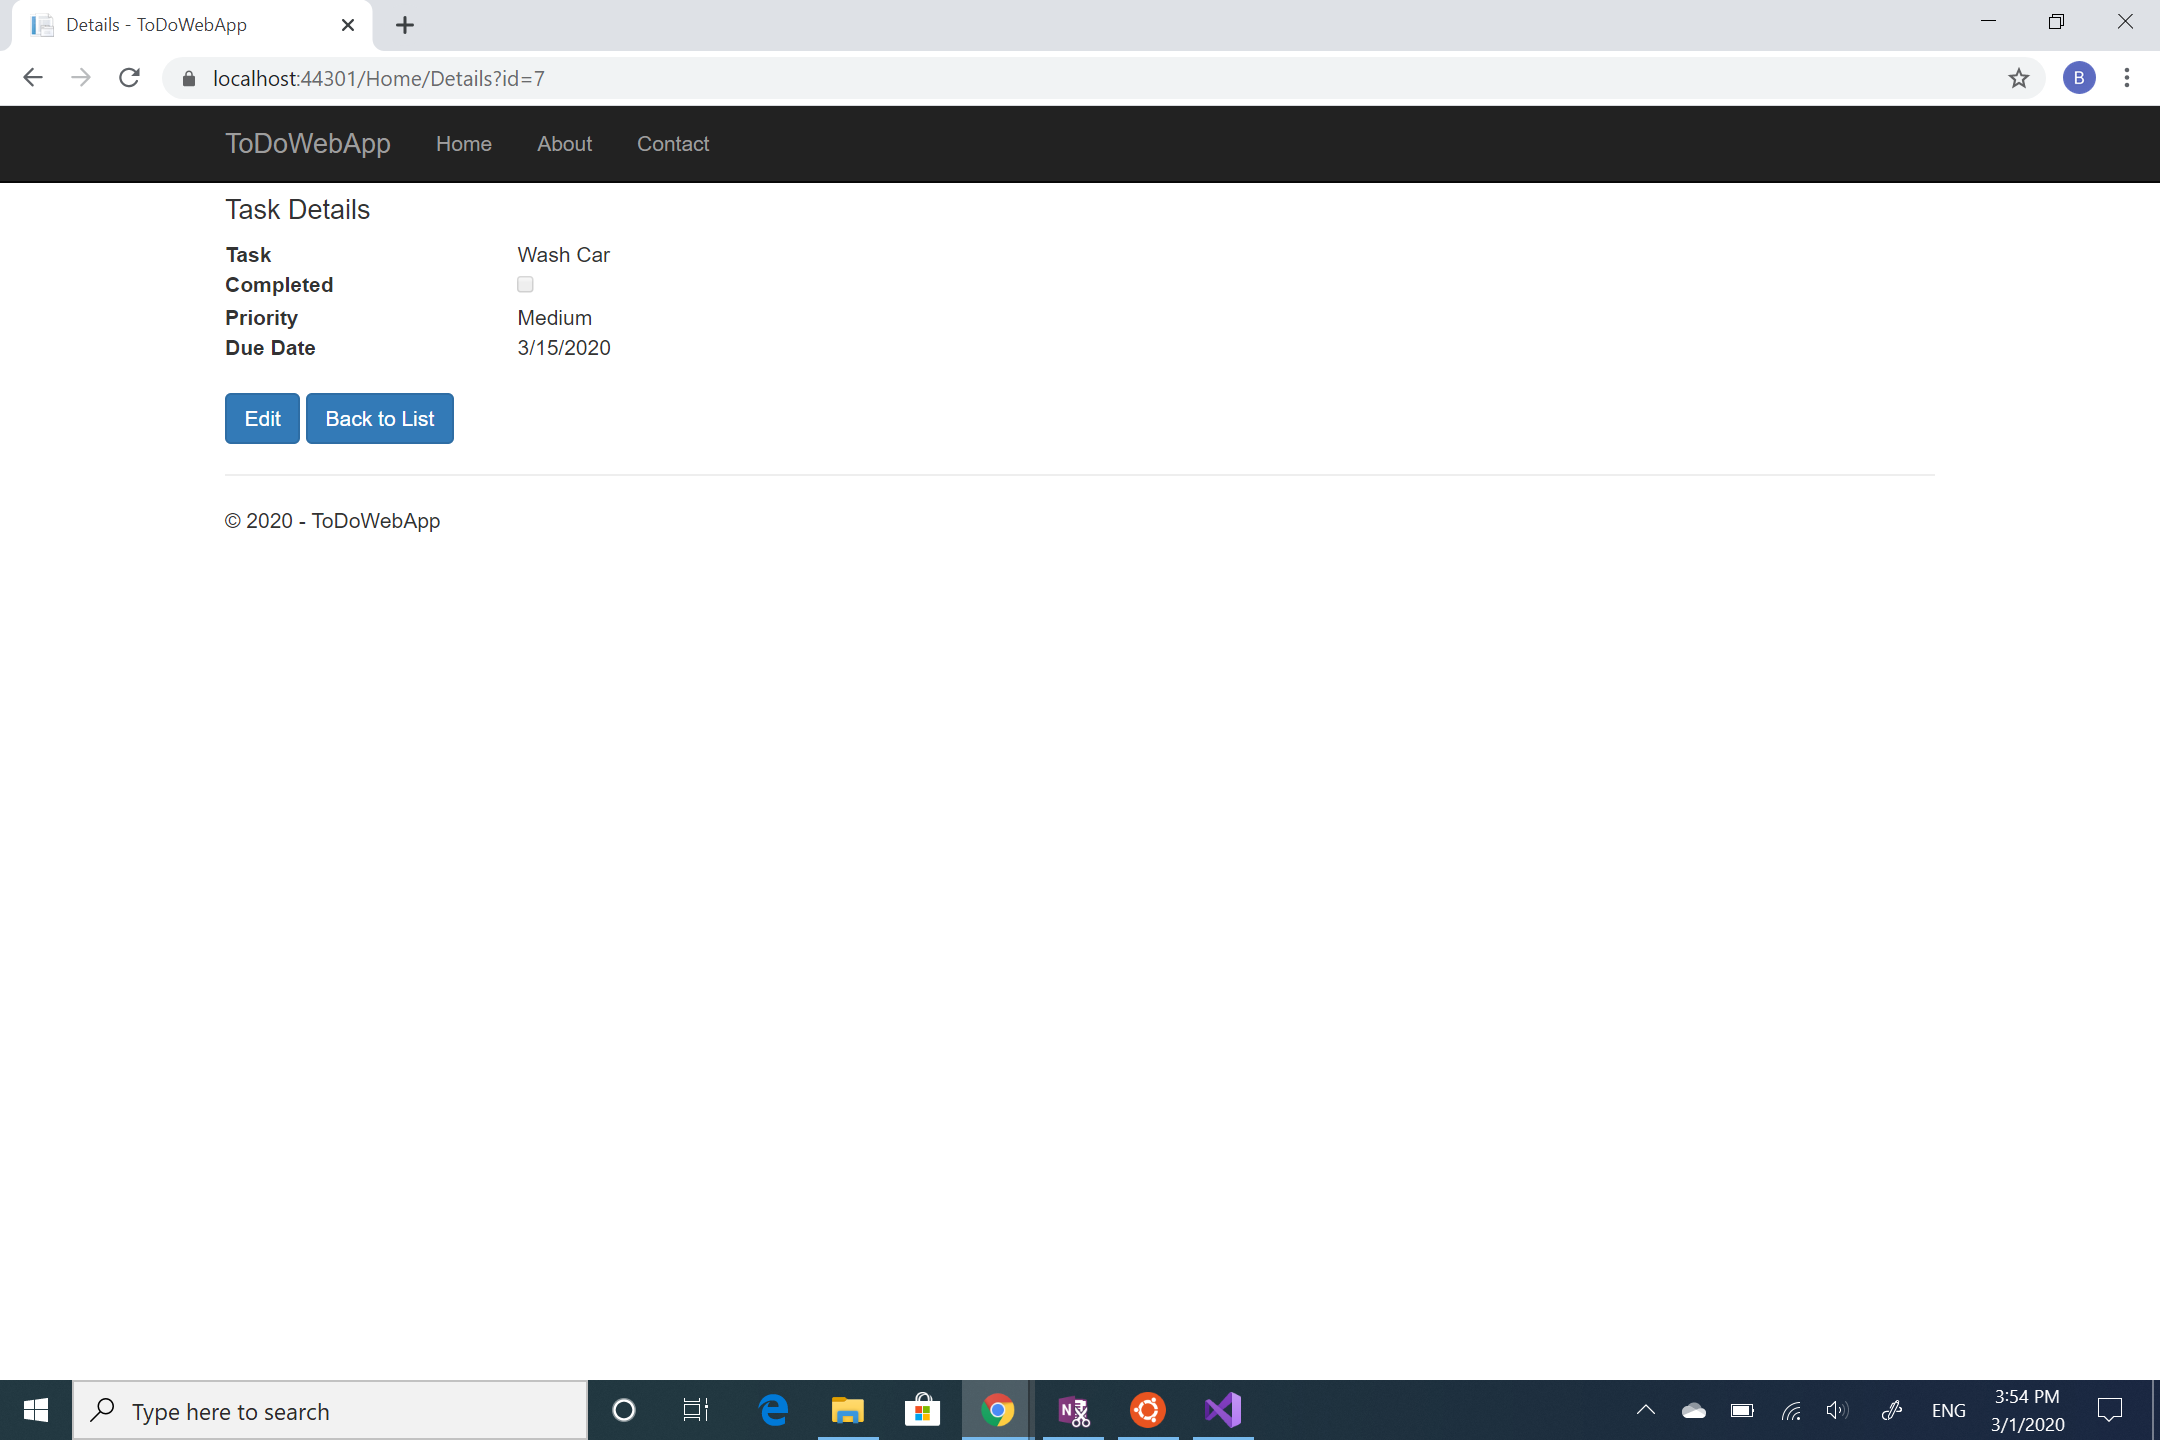 Details - ToDoWebApp
localhost:44301/Home/Details?id=7
B
ToDoWebApp Home About Contact
Task Details
Task Wash Car
Completed
Priority Medium
Due Date 3/15/2020
Edit Back to List
© 2020 - ToDoWebApp
Type here to search
N
ENG
3:54 PM
3/1/2020